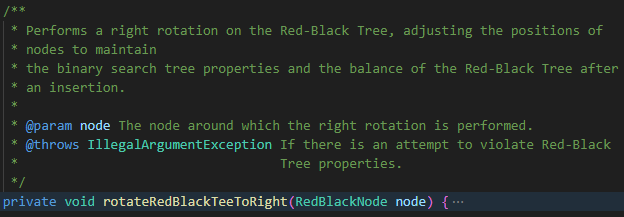 /**
 * Performs a right rotation on the Red-Black Tree, adjusting the positions of
 * nodes to maintain
 * the binary search tree properties and the balance of the Red-Black Tree after
 * an insertion.
 *
 * @param node The node around which the right rotation is performed.
 * @throws IllegalArgumentException If there is an attempt to violate Red-Black
 *                                  Tree properties.
 */
private void rotateRedBlackTeeToRight(RedBlackNode node) { ···